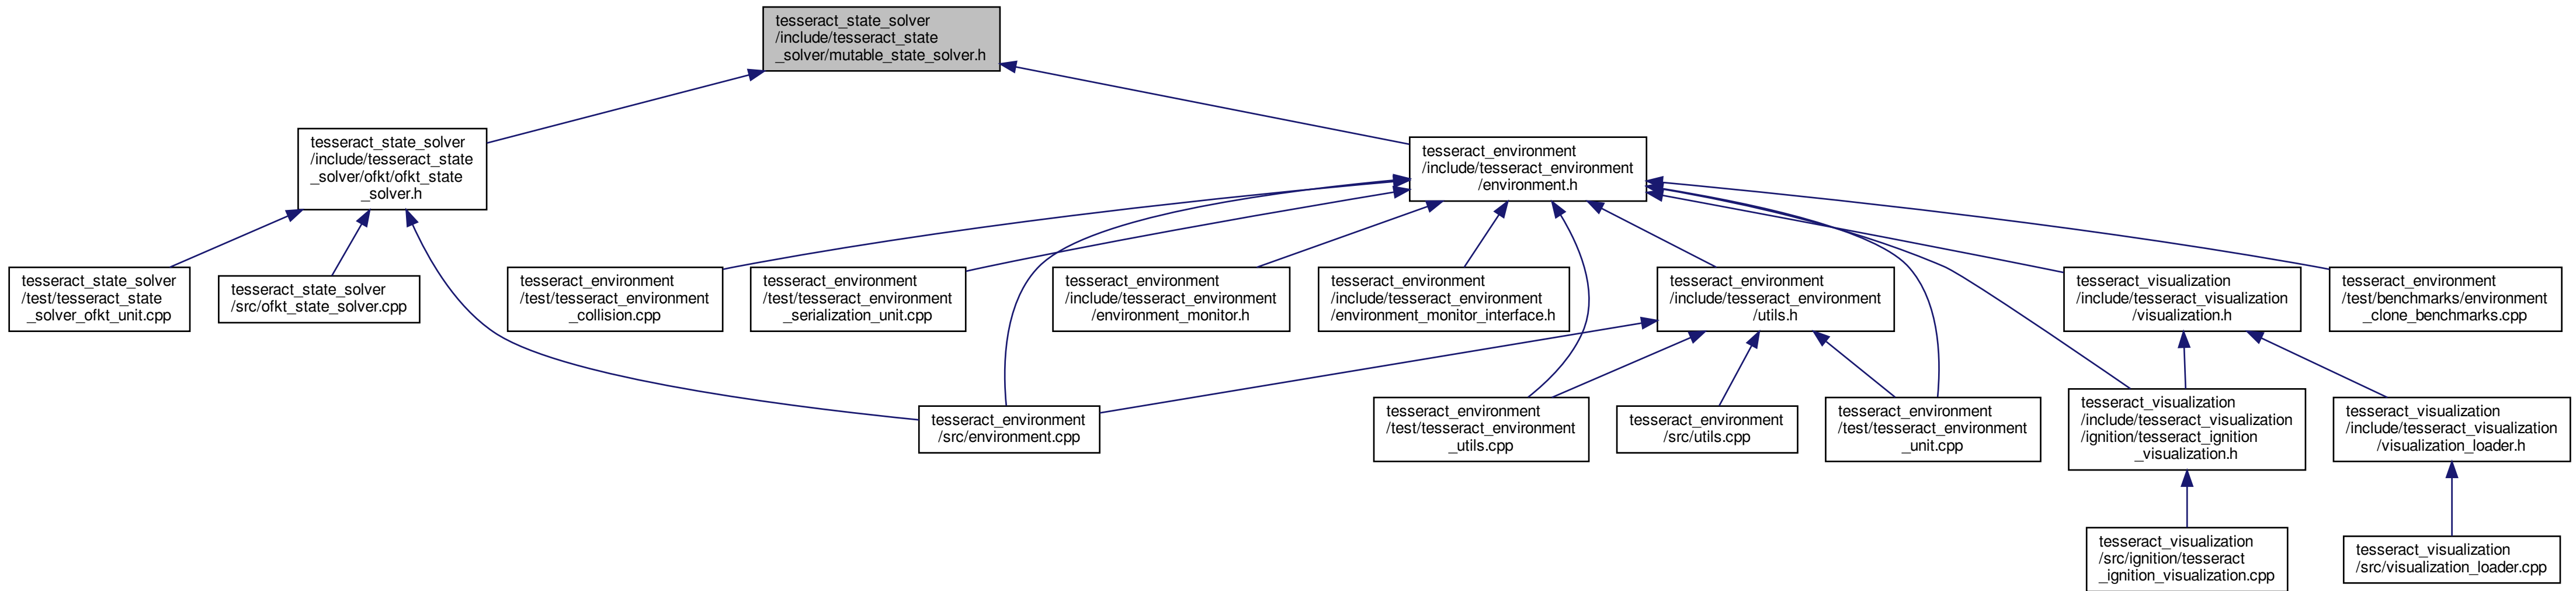 tesseract_state_solver
/include/tesseract_state
_solver/mutable_state_solver.h
tesseract_state_solver
/include/tesseract_state
_solver/ofkt/ofkt_state
_solver.h
tesseract_environment
/include/tesseract_environment
/environment.h
tesseract_state_solver
/test/tesseract_state
_solver_ofkt_unit.cpp
tesseract_state_solver
/src/ofkt_state_solver.cpp
tesseract_environment
/test/tesseract_environment
_collision.cpp
tesseract_environment
/test/tesseract_environment
_serialization_unit.cpp
tesseract_environment
/include/tesseract_environment
/environment_monitor.h
tesseract_environment
/include/tesseract_environment
/environment_monitor_interface.h
tesseract_environment
/include/tesseract_environment
/utils.h
tesseract_visualization
/include/tesseract_visualization
/visualization.h
tesseract_environment
/test/benchmarks/environment
_clone_benchmarks.cpp
tesseract_environment
/src/environment.cpp
tesseract_environment
/test/tesseract_environment
_utils.cpp
tesseract_environment
/src/utils.cpp
tesseract_environment
/test/tesseract_environment
_unit.cpp
tesseract_visualization
/include/tesseract_visualization
/ignition/tesseract_ignition
_visualization.h
tesseract_visualization
/include/tesseract_visualization
/visualization_loader.h
tesseract_visualization
/src/ignition/tesseract
_ignition_visualization.cpp
tesseract_visualization
/src/visualization_loader.cpp